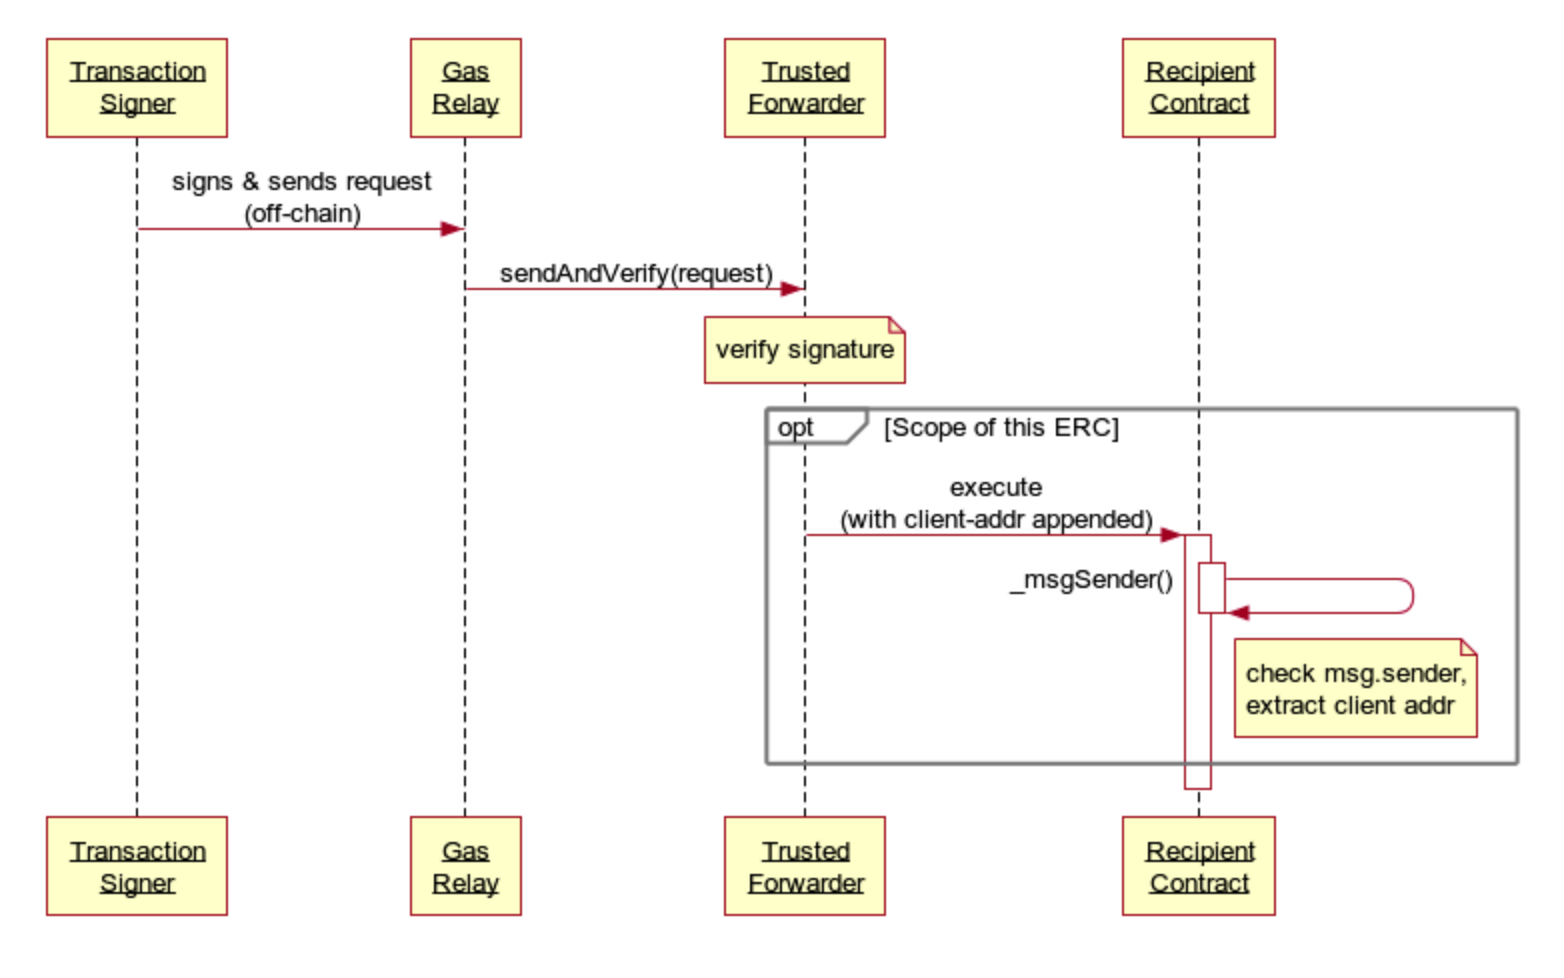 Transaction
Signer
Gas
Relay
Trusted
Forwarder
Recipient
Contract
signs & sends request
(off-chain)
sendAndVerify(request)
verify signature
opt
[Scope of this ERC]
execute
(with client-addr appended)
_msgSender()
check msg.sender,
extract client addr
Transaction
Signer
Gas
Relay
Trusted
Forwarder
Recipient
Contract